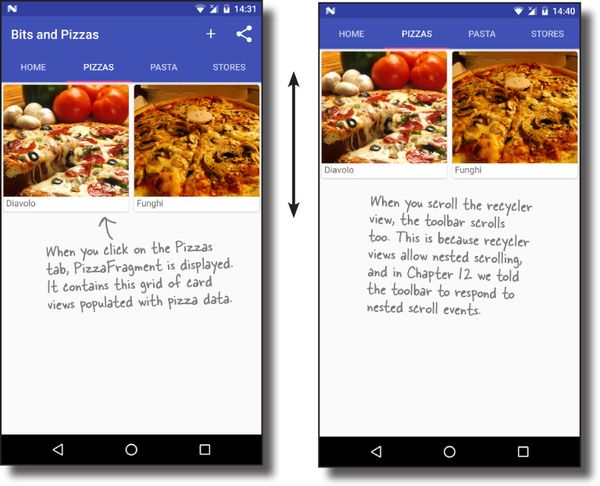 14:31
Bits and Pizzas
HOME PIZZAS PASTA STORES
Diavolo Funghi
When you click on the Pizzas
tab, PizzaFragment is displayed.
It contains this grid of card
views populated with pizza data.
14:40
HOME PIZZAS PASTA STORES
Diavolo Funghi
When you scroll the recycler
view, the toolbar scrolls
too. This is because recycler
views allow nested scrolling,
and in Chapter 12 we told
the toolbar to respond to
nested scroll events.